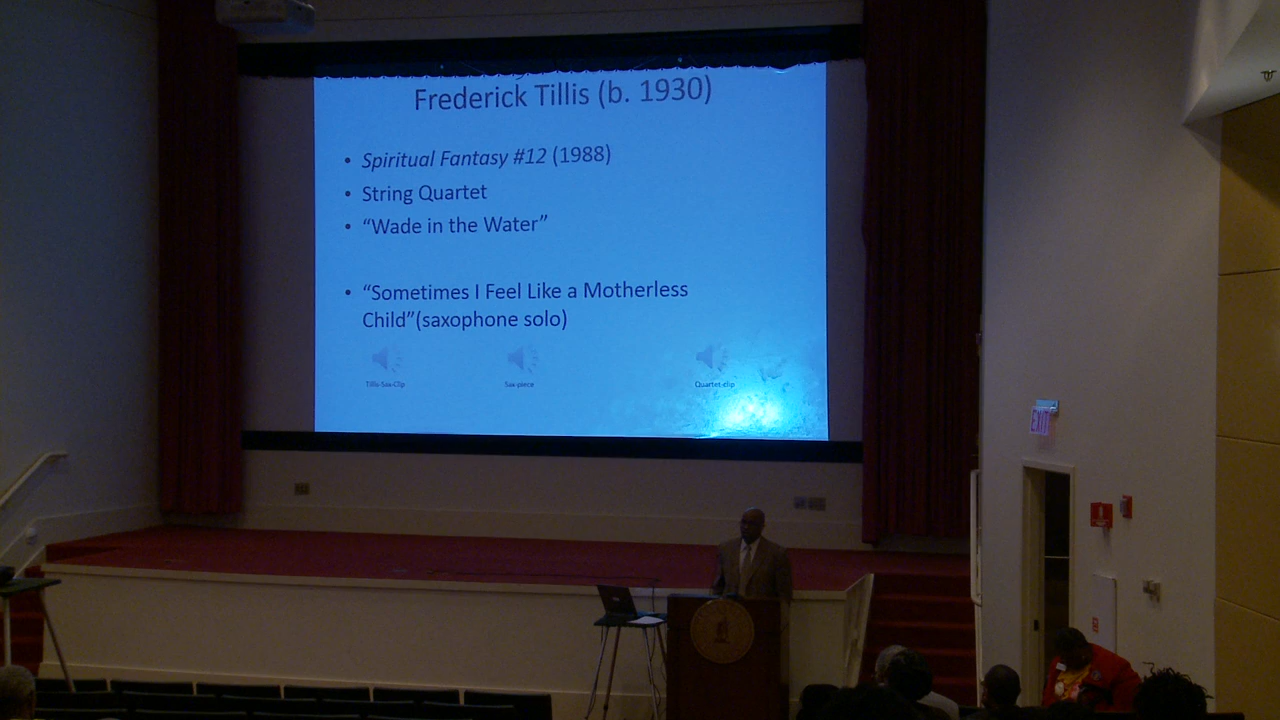 Frederick Tillis (b. 1930)
• Spiritual Fantasy #12 (1988)
• String Quartet
• “Wade in the Water”
• “Sometimes I Feel Like a Motherless
Child”(saxophone solo)
Tillis-Sax-Clip
Sax-piece
Quartet-clip
EXIT